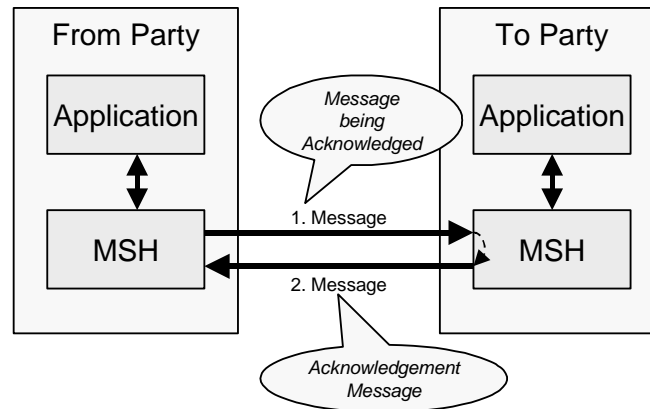 From Party
To Party
Application
Message
being
Acknowledged
Application
1. Message
MSH
MSH
2. Message
Acknowledgement
Message